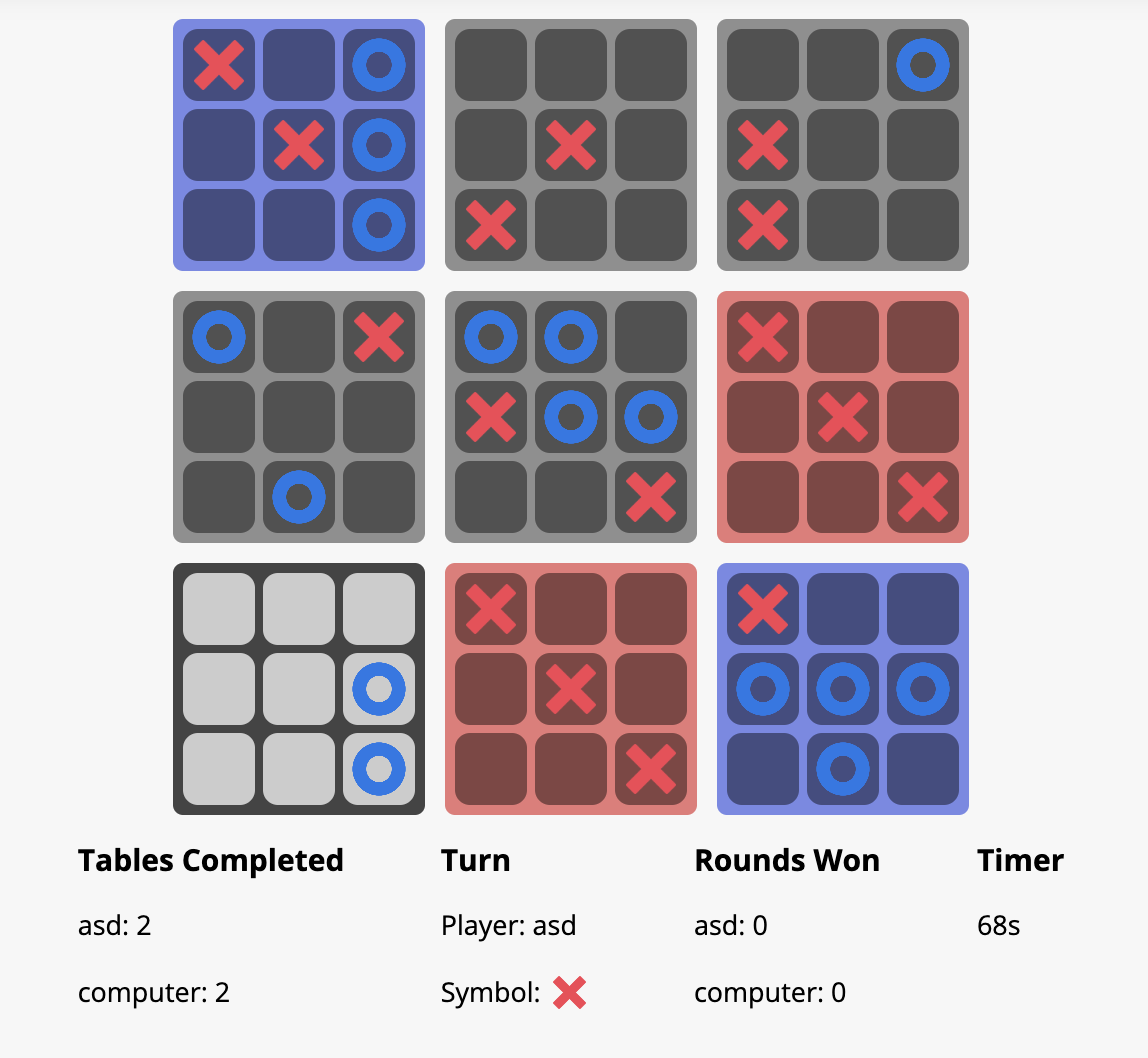 Tables Completed Turn Rounds Won Timer
asd: 2 Player: asd asd: 0 68s
computer: 2 Symbol: computer: 0